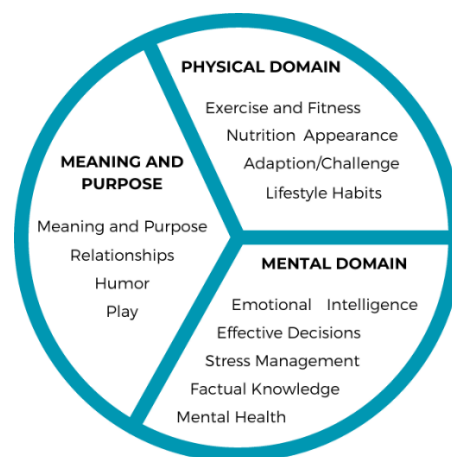 PHYSICAL DOMAIN
Exercise and Fitness
Nutrition Appearance
Adaption/Challenge
Lifestyle Habits
MEANING AND
PURPOSE
Meaning and Purpose
Relationships
Humor
Play
MENTAL DOMAIN
Emotional Intelligence
Effective Decisions
Stress Management
Factual Knowledge
Mental Health